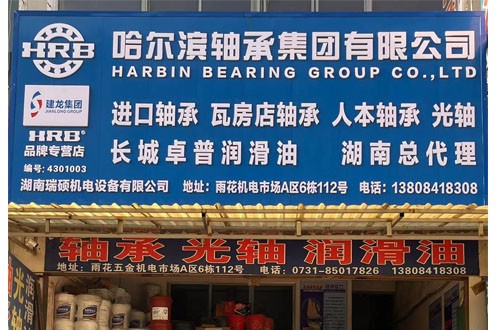 HRB
哈尔滨轴承集团有限公司
HARBIN BEARING GROUP CO.,LTD
建龙集团
JIANLONG GROUP
HRB®
品牌专营店
编号：4301003
进口轴承 瓦房店轴承 人本轴承 光轴
长城卓普润滑油 湖南总代理
湖南瑞硕机电设备有限公司 地址：雨花机电市场A区6栋112号 电话：13808418308
轴承 光轴 润滑油
地址：雨花五金机电市场A区6栋112号 电话：0731-85017826 13808418308